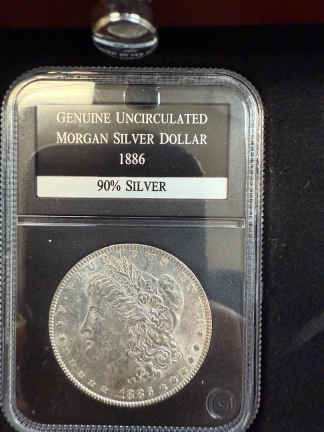 GENUINE UNCIRCULATED
MORGAN SILVER DOLLAR
1886
90% SILVER